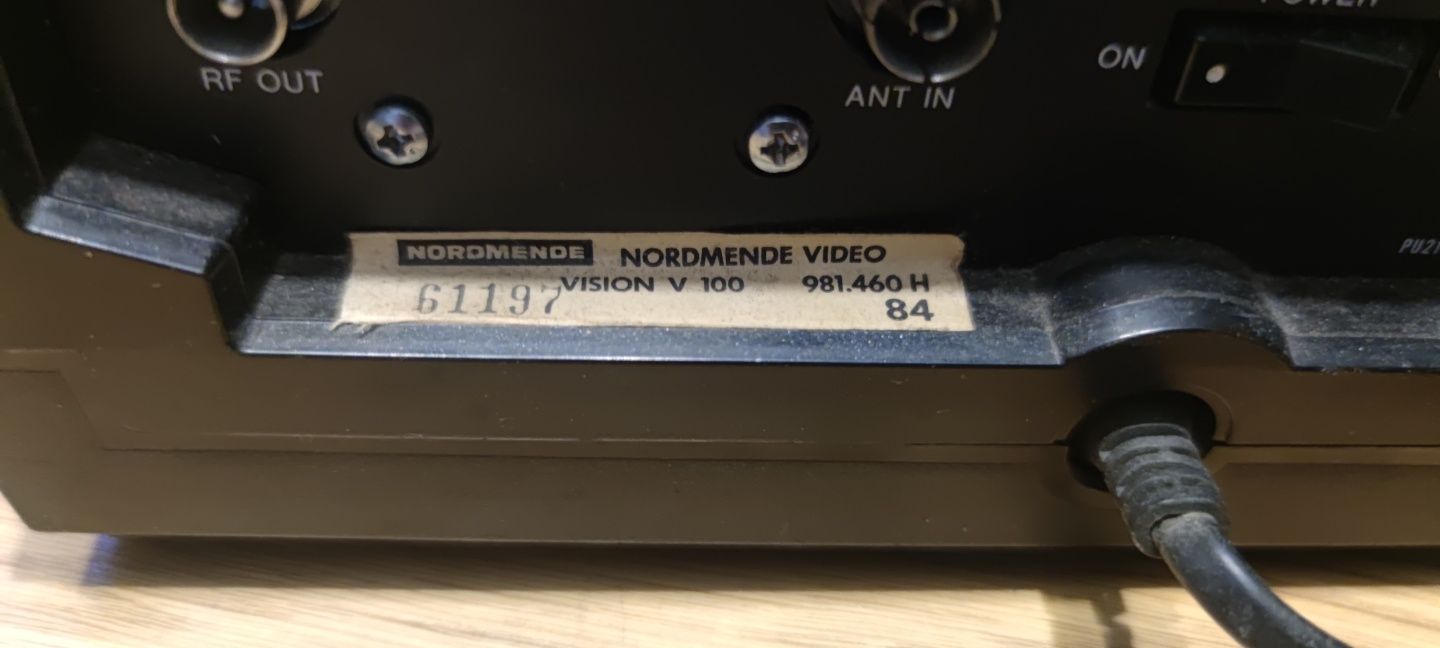 RF OUT
ANT IN
ON
NORDMENDE NORDMENDE VIDEO
VISION V 100 981.460 H
61197 84